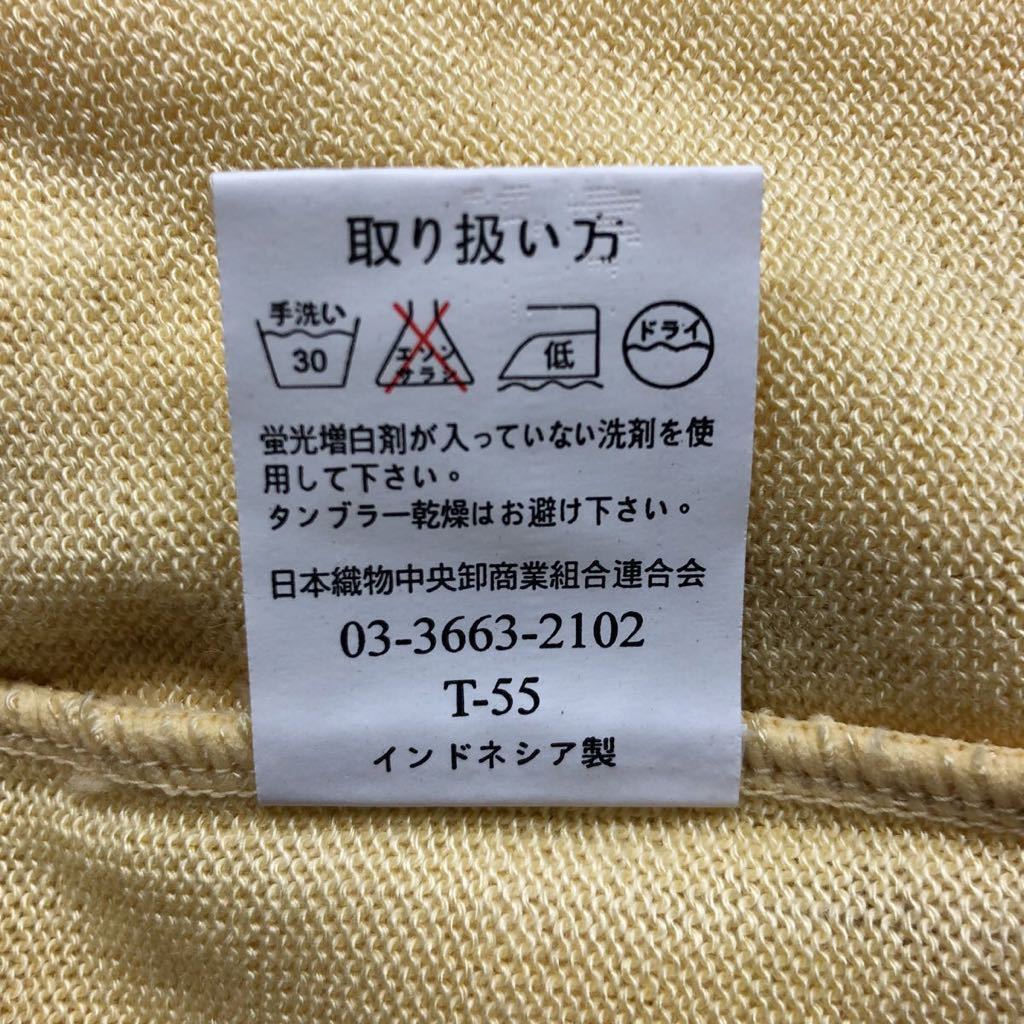 取り扱い方
手洗い
30
エンソ
サラシ
低
ドライ
蛍光増白剤が入っていない洗剤を使
用して下さい。
タンブラー乾燥はお避け下さい。
日本織物中央卸商業組合連合会
03-3663-2102
T-55
インドネシア製